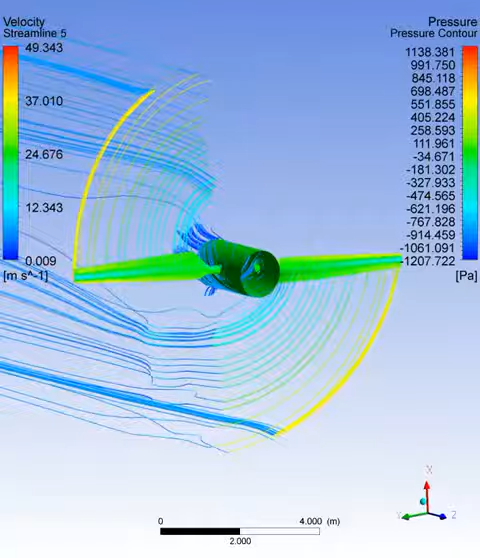 Velocity
Streamline 5
49.343
37.010
24.676
12.343
0.009
[m s^-1]
Pressure
Pressure Contour
1138.381
991.750
845.118
698.487
551.855
405.224
258.593
111.961
-34.671
-181.302
-327.933
-474.565
-621.196
-767.828
-914.459
-1061.091
-1207.722
[Pa]
X
Y
Z
0
4.000
(m)
2.000